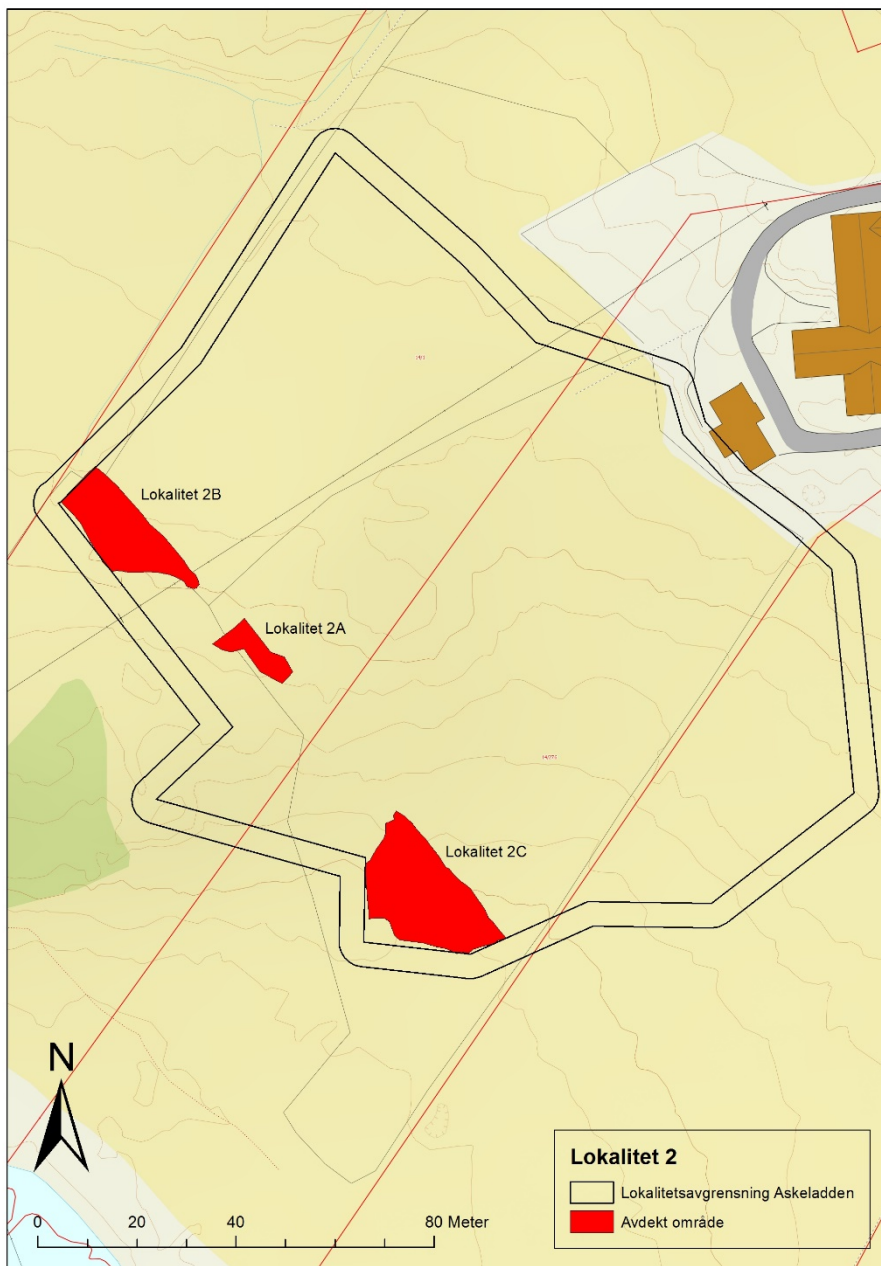 Lokalitet 2B
Lokalitet 2A
Lokalitet 2C
N
0 20 40 80 Meter
Lokalitet 2
Lokalitetsavgrensning Askeladden
Avdekt område